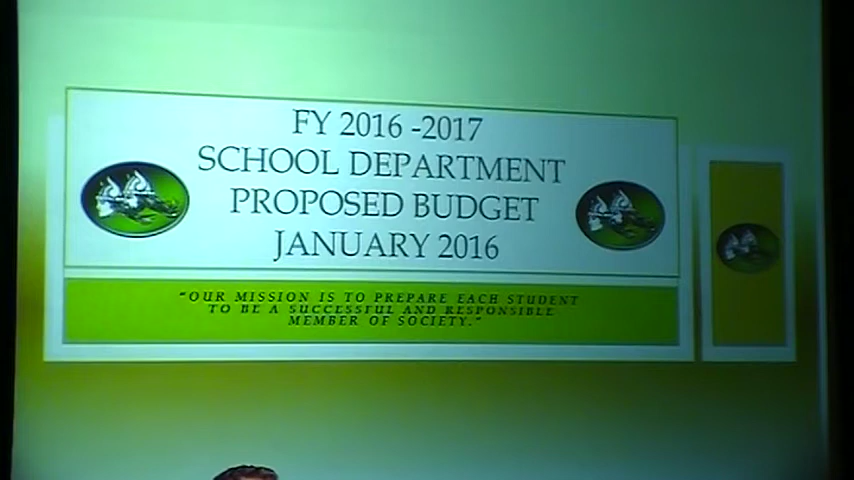 FY 2016 -2017
SCHOOL DEPARTMENT
PROPOSED BUDGET
JANUARY 2016
"OUR MISSION IS TO PREPARE EACH STUDENT
TO BE A SUCCESSFUL AND RESPONSIBLE
MEMBER OF SOCIETY."